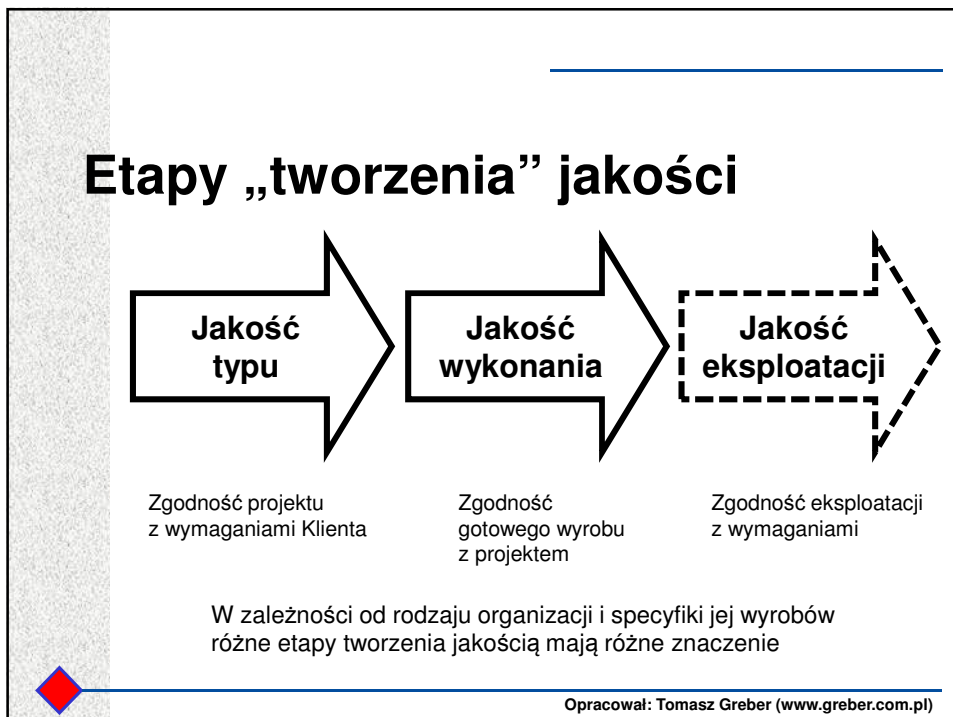 Etapy „tworzenia” jakości
Jakość
typu
Jakość
wykonania
Jakość
eksploatacji
Zgodność projektu
z wymaganiami Klienta
Zgodność
gotowego wyrobu
z projektem
Zgodność eksploatacji
z wymaganiami
W zależności od rodzaju organizacji i specyfiki jej wyrobów
różne etapy tworzenia jakością mają różne znaczenie
Opracował: Tomasz Greber (www.greber.com.pl)